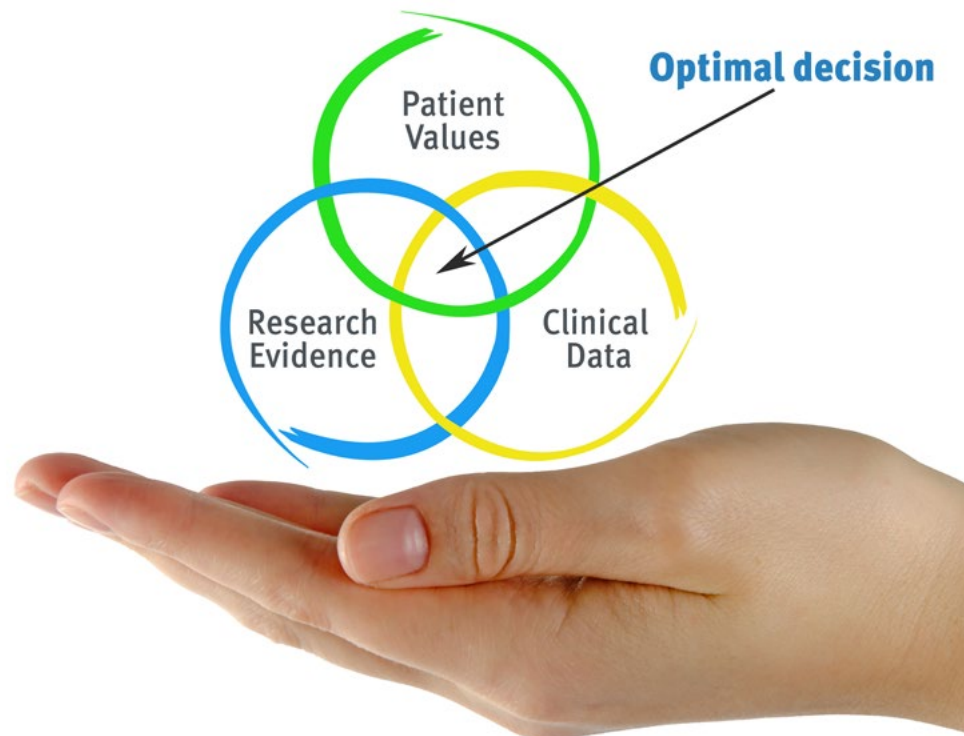 Optimal decision
Patient
Values
Research
Evidence
Clinical
Data